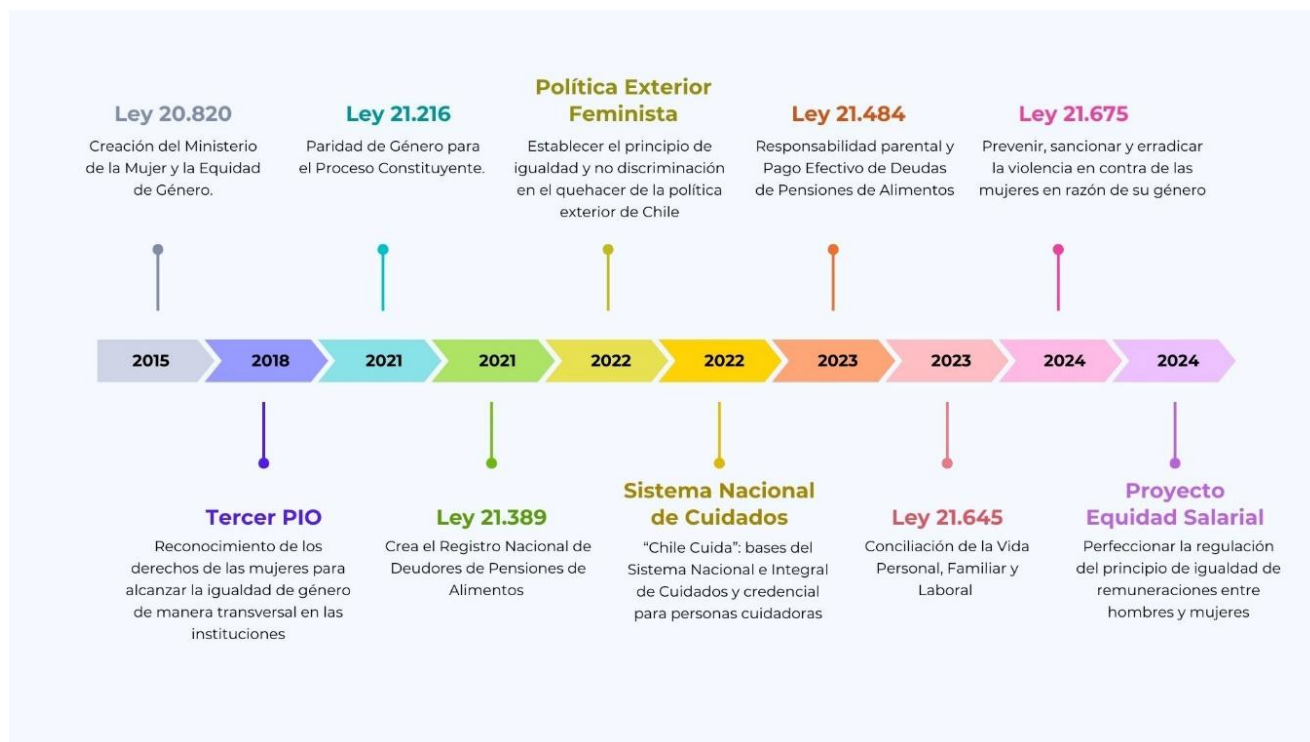 Ley 20.820
Creación del Ministerio
de la Mujer y la Equidad
de Género.
Ley 21.216
Paridad de Género para
el Proceso Constituyente.
Política Exterior
Feminista
Establecer el principio de
igualdad y no discriminación
en el quehacer de la política
exterior de Chile
Ley 21.484
Responsabilidad parental y
Pago Efectivo de Deudas
de Pensiones de Alimentos
Ley 21.675
Prevenir, sancionar y erradicar
la violencia en contra de las
mujeres en razón de su género
2015
2018
2021
2021
2022
2022
2023
2023
2024
2024
Tercer PIO
Reconocimiento de los
derechos de las mujeres para
alcanzar la igualdad de género
de manera transversal en las
instituciones
Ley 21.389
Crea el Registro Nacional de
Deudores de Pensiones de
Alimentos
Sistema Nacional
de Cuidados
“Chile Cuida”: bases del
Sistema Nacional e Integral
de Cuidados y credencial
para personas cuidadoras
Ley 21.645
Conciliación de la Vida
Personal, Familiar y
Laboral
Proyecto
Equidad Salarial
Perfeccionar la regulación
del principio de igualdad de
remuneraciones entre
hombres y mujeres